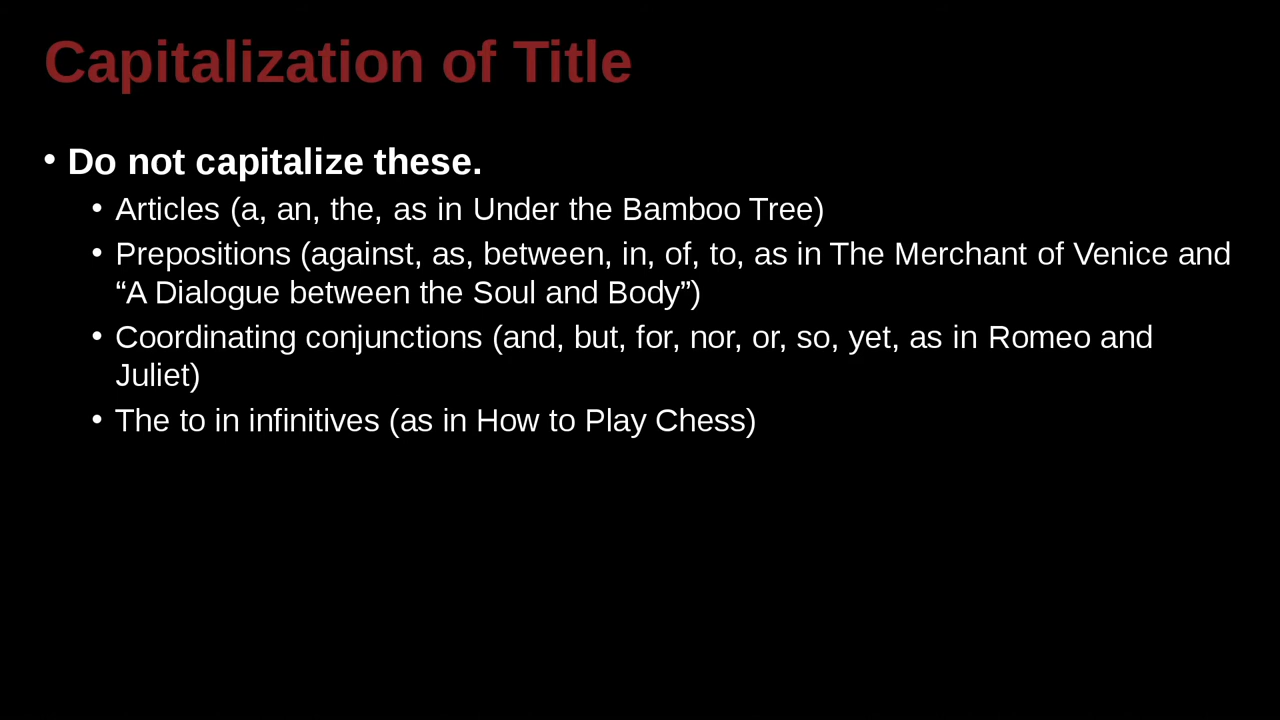 Capitalization of Title
• Do not capitalize these.
• Articles (a, an, the, as in Under the Bamboo Tree)
• Prepositions (against, as, between, in, of, to, as in The Merchant of Venice and
“A Dialogue between the Soul and Body”)
• Coordinating conjunctions (and, but, for, nor, or, so, yet, as in Romeo and
Juliet)
• The to in infinitives (as in How to Play Chess)